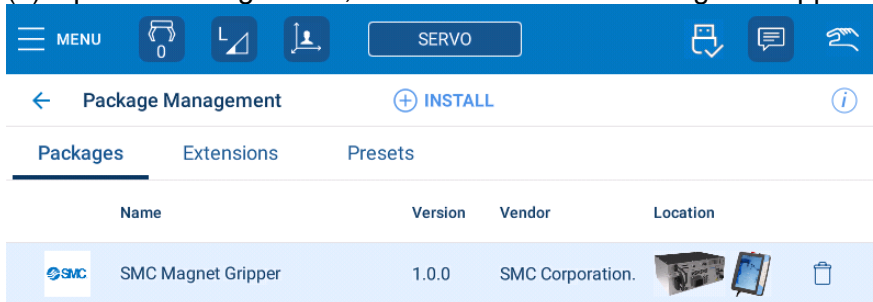 MENU
0
L
SERVO
Package Management
INSTALL
i
Packages Extensions Presets
Name Version Vendor Location
SMC SMC Magnet Gripper 1.0.0 SMC Corporation.